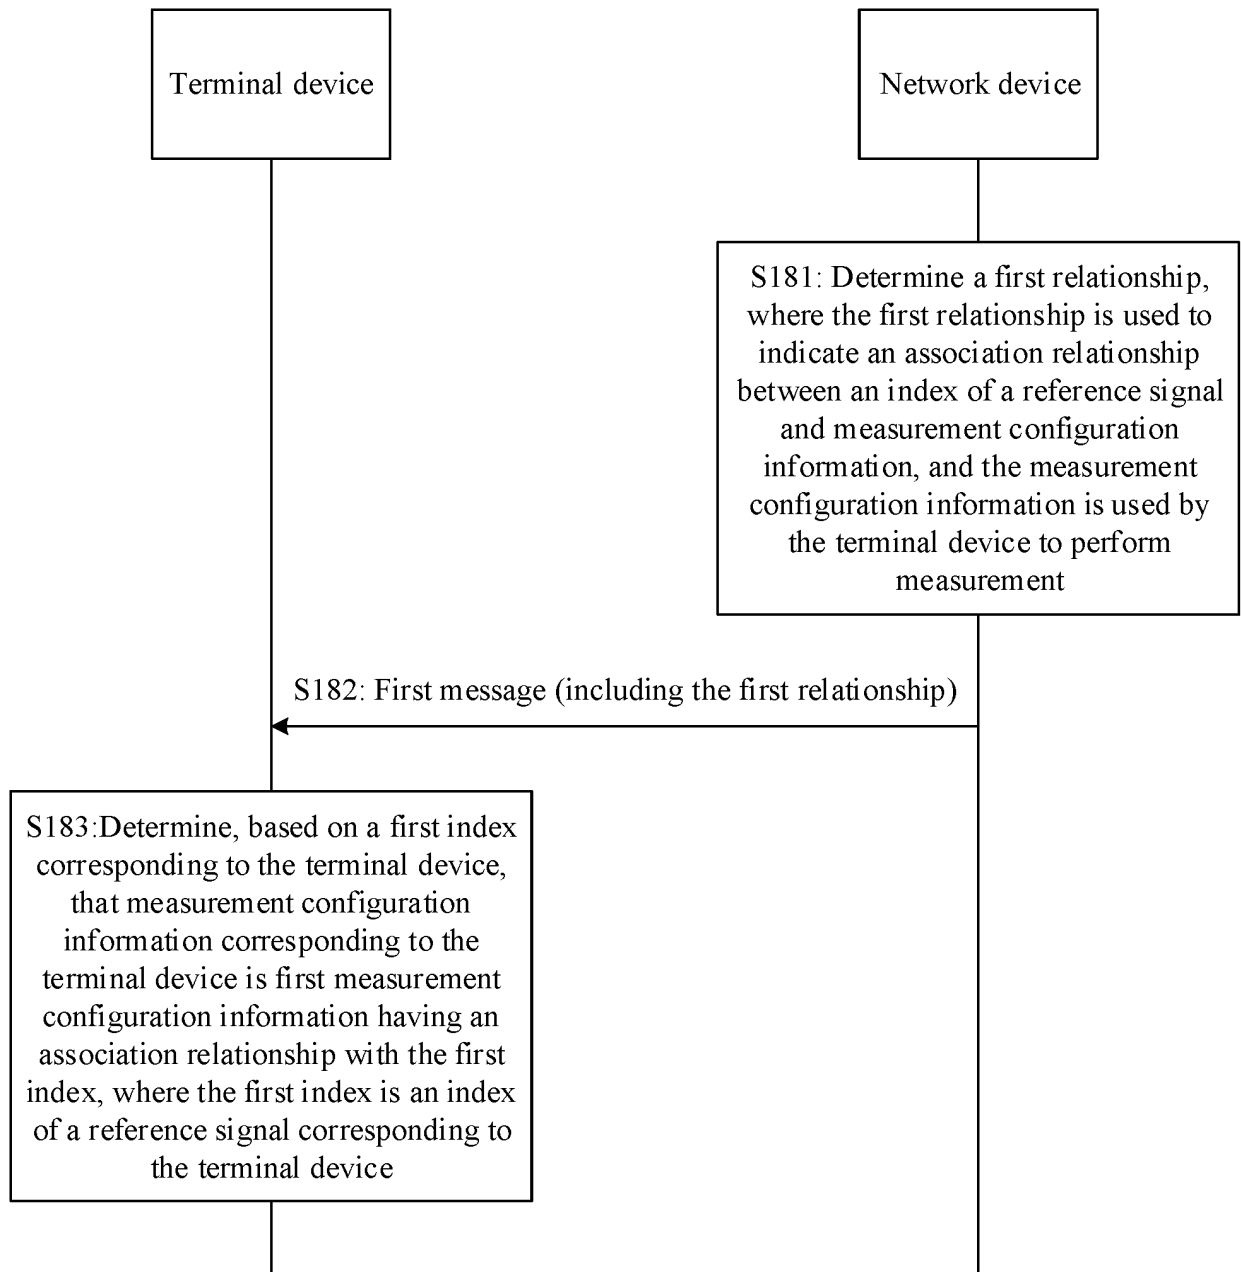 Terminal device
Network device
S181: Determine a first relationship,
where the first relationship is used to
indicate an association relationship
between an index of a reference signal
and measurement configuration
information, and the measurement
configuration information is used by
the terminal device to perform
measurement
S182: First message (including the first relationship)
S183:Determine, based on a first index
corresponding to the terminal device,
that measurement configuration
information corresponding to the
terminal device is first measurement
configuration information having an
association relationship with the first
index, where the first index is an index
of a reference signal corresponding to
the terminal device